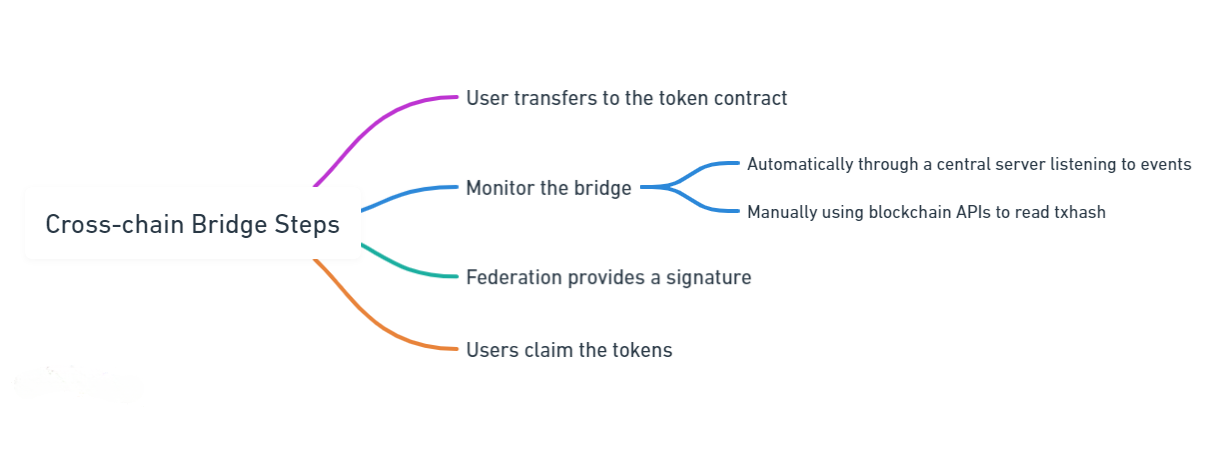 Cross-chain Bridge Steps
User transfers to the token contract
Monitor the bridge
Automatically through a central server listening to events
Manually using blockchain APIs to read txhash
Federation provides a signature
Users claim the tokens